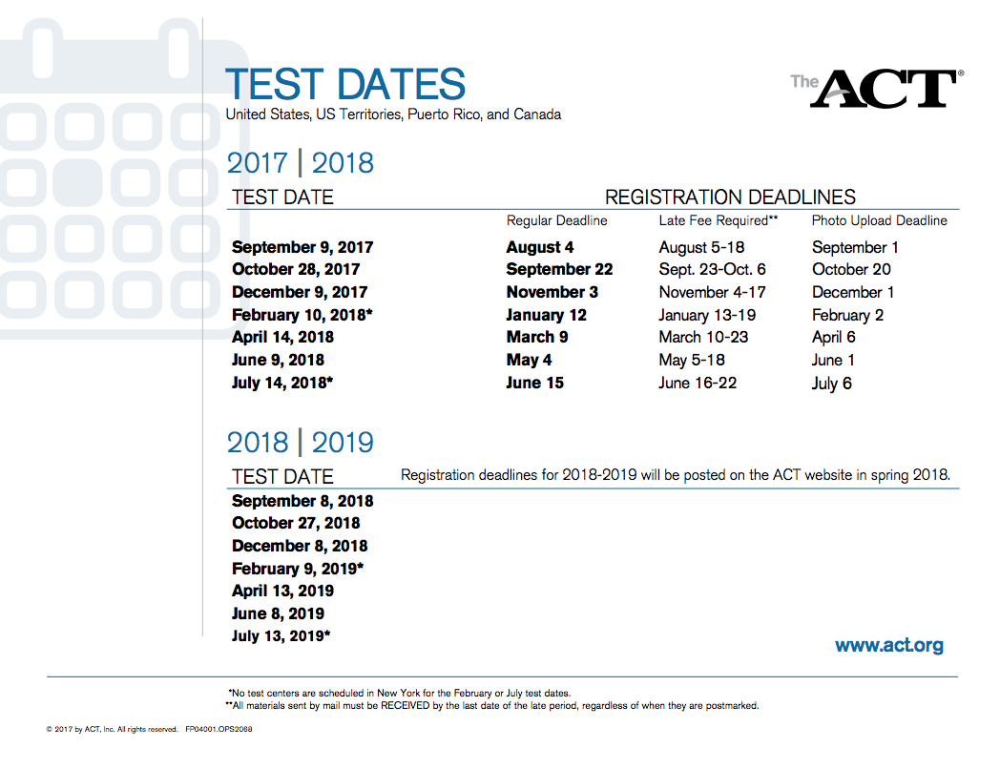 TEST DATES
The ACT®
United States, US Territories, Puerto Rico, and Canada
2017 | 2018
TEST DATE REGISTRATION DEADLINES
Regular Deadline Late Fee Required** Photo Upload Deadline
September 9, 2017 August 4 August 5-18 September 1
October 28, 2017 September 22 Sept. 23-Oct. 6 October 20
December 9, 2017 November 3 November 4-17 December 1
February 10, 2018* January 12 January 13-19 February 2
April 14, 2018 March 9 March 10-23 April 6
June 9, 2018 May 4 May 5-18 June 1
July 14, 2018* June 15 June 16-22 July 6
2018 | 2019
TEST DATE Registration deadlines for 2018-2019 will be posted on the ACT website in spring 2018.
September 8, 2018
October 27, 2018
December 8, 2018
February 9, 2019*
April 13, 2019
June 8, 2019
July 13, 2019*
www.act.org
*No test centers are scheduled in New York for the February or July test dates.
**All materials sent by mail must be RECEIVED by the last date of the late period, regardless of when they are postmarked.
© 2017 by ACT, Inc. All rights reserved. FP04001.OPS2068